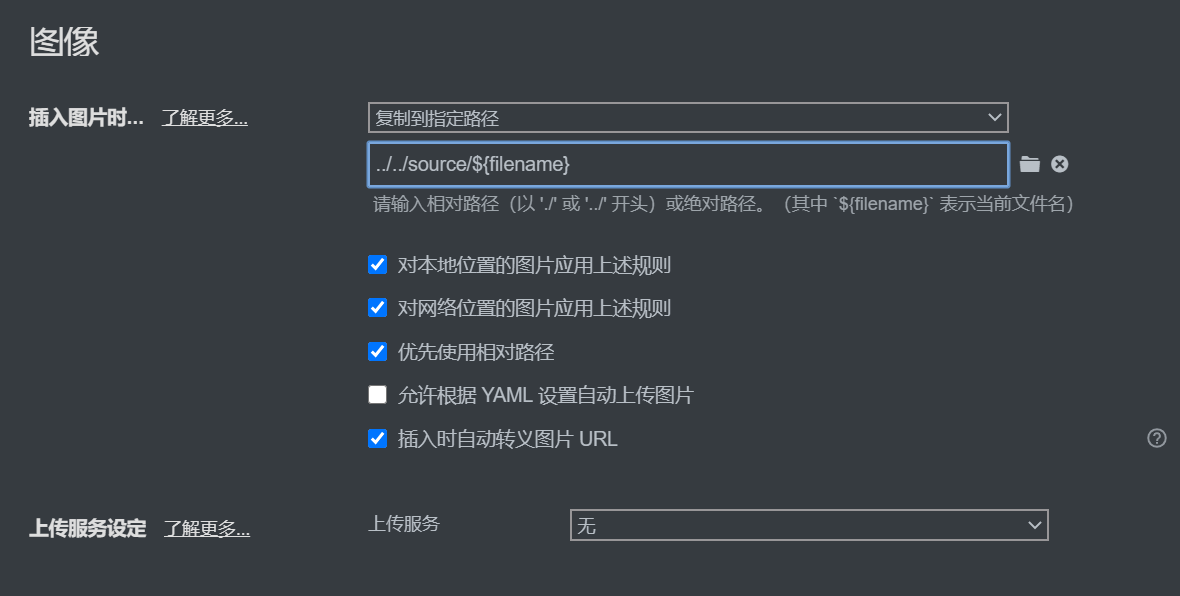 图像
插入图片时... 了解更多... 复制到指定路径
../../source/${filename}
请输入相对路径（以 './' 或 '../' 开头）或绝对路径。（其中 `${filename}` 表示当前文件名）
对本地位置的图片应用上述规则
对网络位置的图片应用上述规则
优先使用相对路径
允许根据 YAML 设置自动上传图片
插入时自动转义图片 URL
上传服务设定 了解更多... 上传服务 无